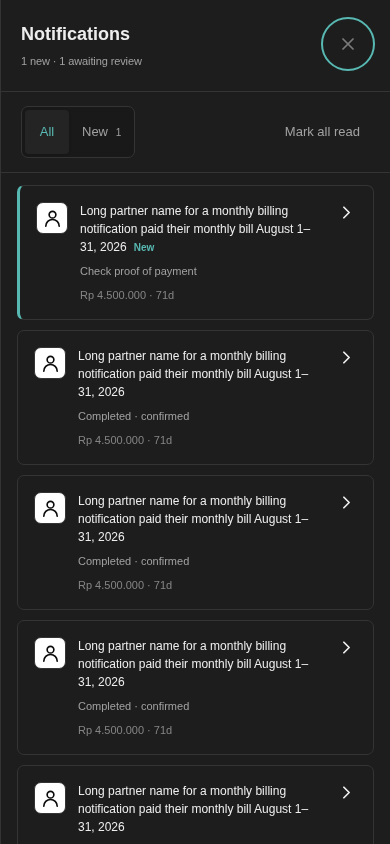 Notifications
1 new · 1 awaiting review
All
New 1
Mark all read
Long partner name for a monthly billing
notification paid their monthly bill August 1–
31, 2026 New
Check proof of payment
Rp 4.500.000 · 71d
Long partner name for a monthly billing
notification paid their monthly bill August 1–
31, 2026
Completed · confirmed
Rp 4.500.000 · 71d
Long partner name for a monthly billing
notification paid their monthly bill August 1–
31, 2026
Completed · confirmed
Rp 4.500.000 · 71d
Long partner name for a monthly billing
notification paid their monthly bill August 1–
31, 2026
Completed · confirmed
Rp 4.500.000 · 71d
Long partner name for a monthly billing
notification paid their monthly bill August 1–
31, 2026